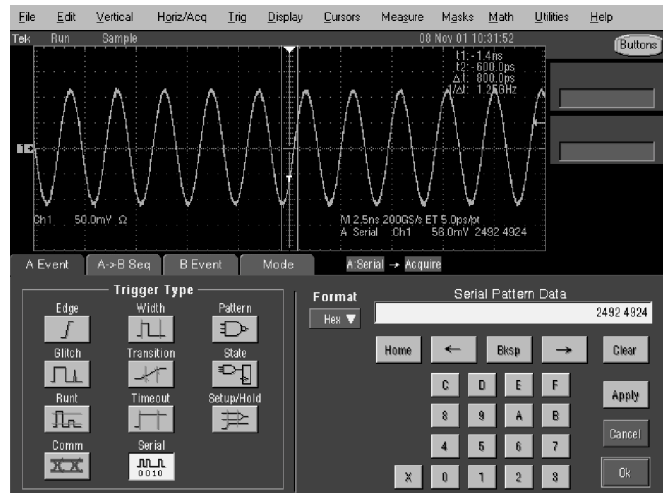 File Edit Vertical Horiz/Acq Trig Display Cursors Measure Masks Math Utilities Help
Tek Run Sample 08 Nov 01 10:31:52
Buttons
t1: -1.4ns
t2: -600.0ps
Δt: 800.0ps
1/Δt: 1.25GHz
Ch1 50.0mV Ω
M 2.5ns 200GS/s ET 5.0ps/pt
A Serial Ch1 56.0mV 2492 4924
A Event A->B Seq B Event Mode A:Serial → Acquire
Trigger Type
Edge Width Pattern
Glitch Transition State
Runt Timeout Setup/Hold
Comm Serial
0 0 1 0
Format
Hex
Serial Pattern Data
2492 4924
Home ← Bksp → Clear
C D E F
Apply
8 9 A B
Cancel
4 5 6 7
X 0 1 2 3
Ok